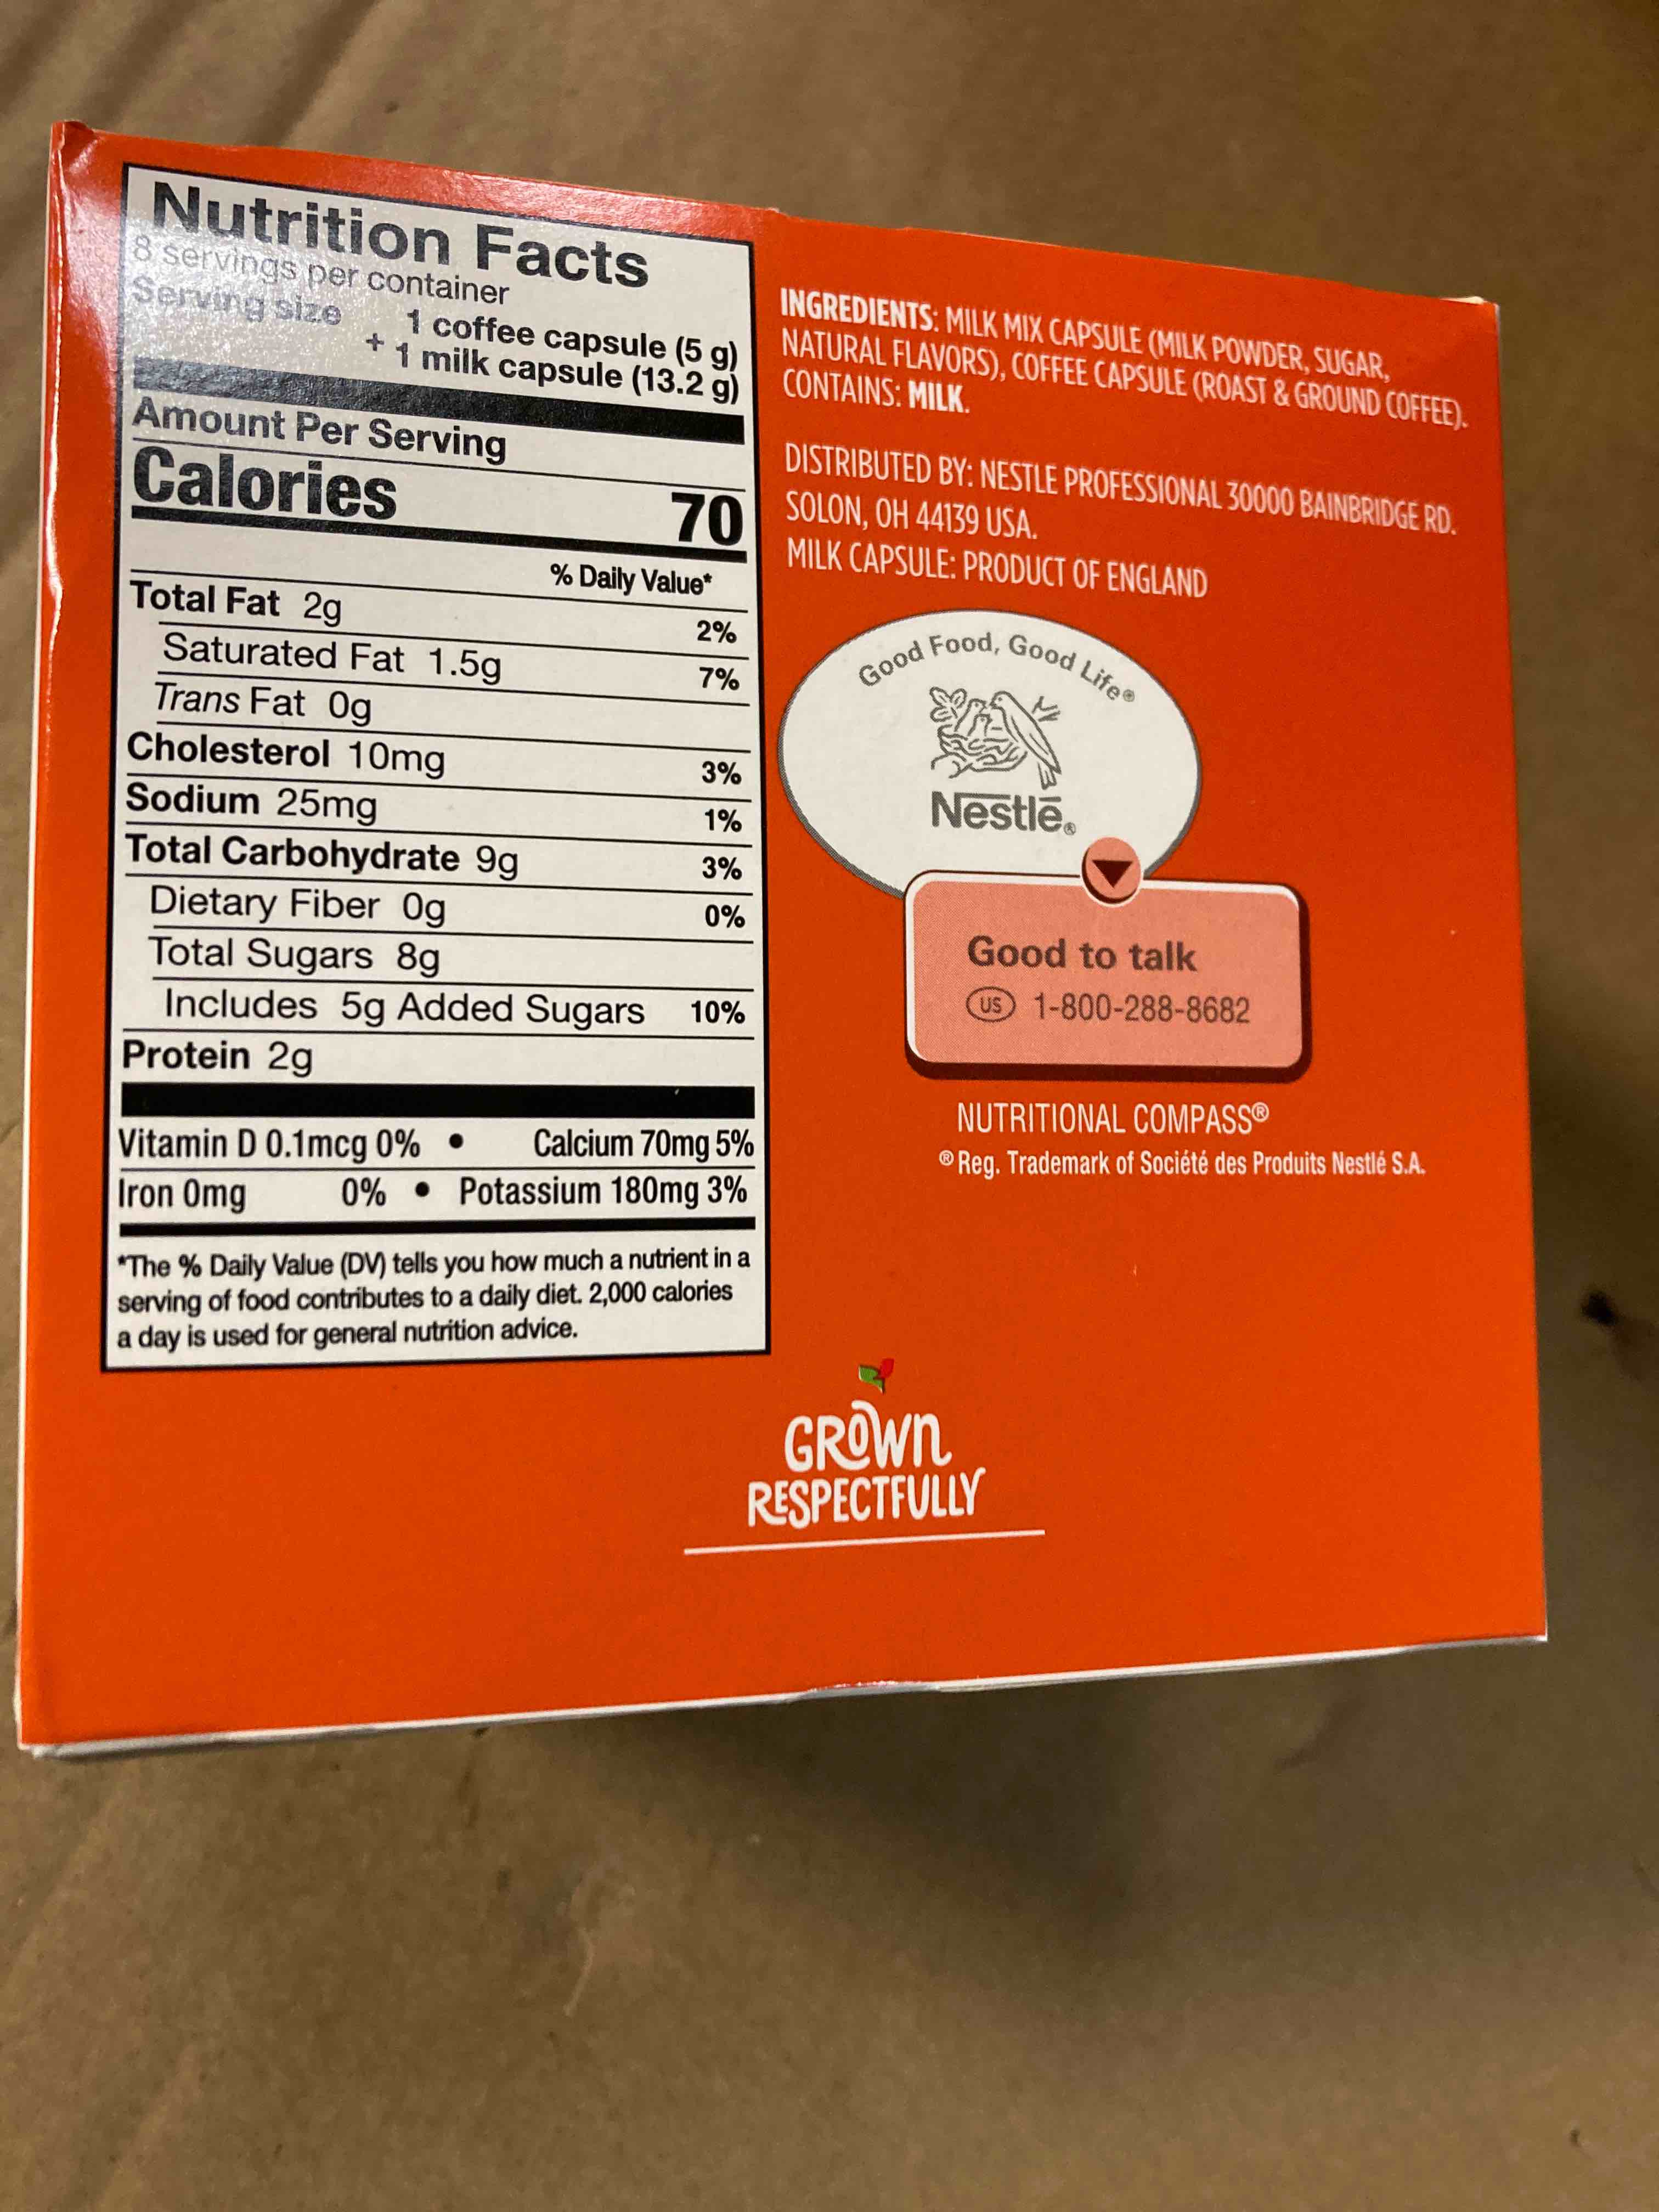 Nutrition Facts
8 servings per container
Serving size 1 coffee capsule (5 g)
+ 1 milk capsule (13.2 g)
Amount Per Serving
Calories 70
% Daily Value*
Total Fat 2g 2%
Saturated Fat 1.5g 7%
Trans Fat 0g
Cholesterol 10mg 3%
Sodium 25mg 1%
Total Carbohydrate 9g 3%
Dietary Fiber 0g 0%
Total Sugars 8g
Includes 5g Added Sugars 10%
Protein 2g
Vitamin D 0.1mcg 0% • Calcium 70mg 5%
Iron 0mg 0% • Potassium 180mg 3%
*The % Daily Value (DV) tells you how much a nutrient in a
serving of food contributes to a daily diet. 2,000 calories
a day is used for general nutrition advice.
INGREDIENTS: MILK MIX CAPSULE (MILK POWDER, SUGAR,
NATURAL FLAVORS), COFFEE CAPSULE (ROAST & GROUND COFFEE).
CONTAINS: MILK.
DISTRIBUTED BY: NESTLE PROFESSIONAL 30000 BAINBRIDGE RD.
SOLON, OH 44139 USA.
MILK CAPSULE: PRODUCT OF ENGLAND
Good Food, Good Life®
Nestlé®
Good to talk
US 1-800-288-8682
NUTRITIONAL COMPASS®
® Reg. Trademark of Société des Produits Nestlé S.A.
GROWN
RESPECTFULLY